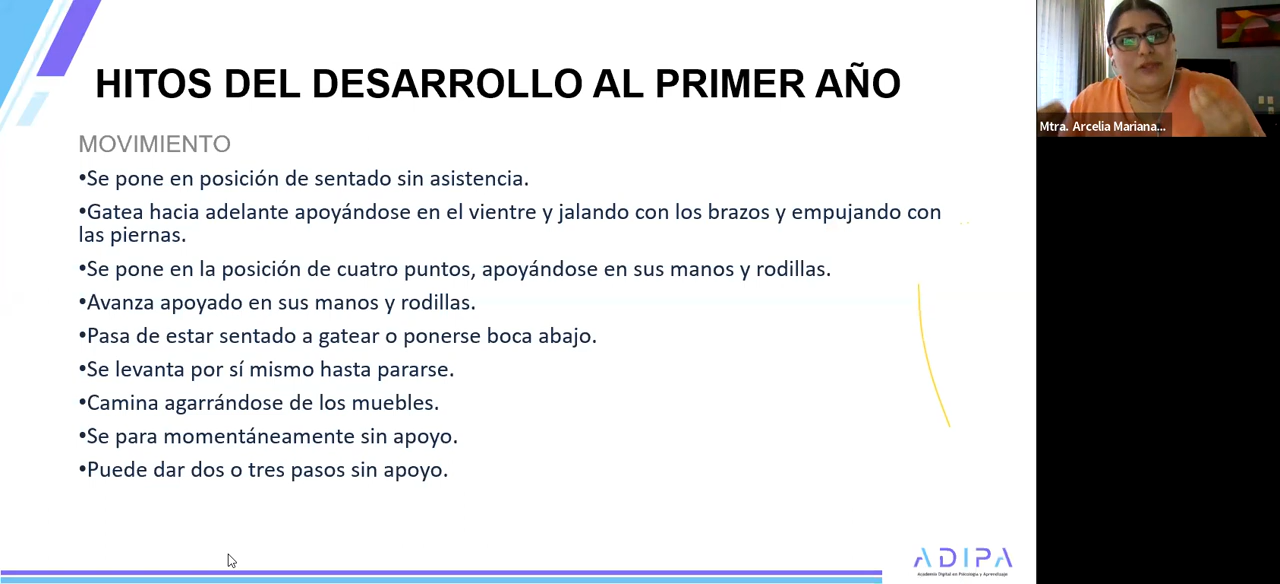 HITOS DEL DESARROLLO AL PRIMER AÑO
MOVIMIENTO
•Se pone en posición de sentado sin asistencia.
•Gatea hacia adelante apoyándose en el vientre y jalando con los brazos y empujando con
las piernas.
•Se pone en la posición de cuatro puntos, apoyándose en sus manos y rodillas.
•Avanza apoyado en sus manos y rodillas.
•Pasa de estar sentado a gatear o ponerse boca abajo.
•Se levanta por sí mismo hasta pararse.
•Camina agarrándose de los muebles.
•Se para momentáneamente sin apoyo.
•Puede dar dos o tres pasos sin apoyo.
Mtra. Arcelia Mariana...
ADIPA
Academia Digital en Psicología y Aprendizaje